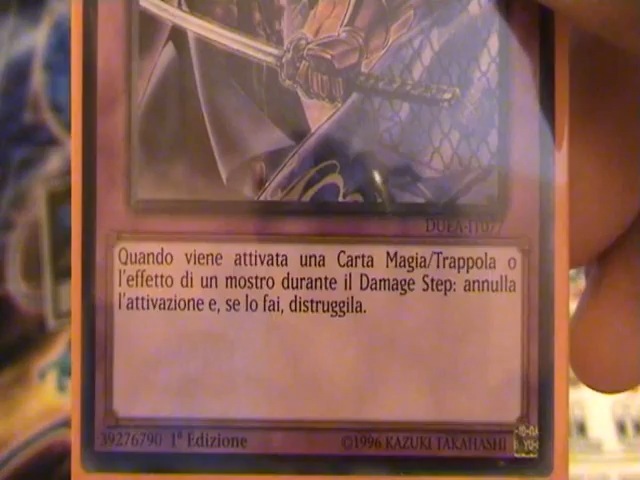 DUEA-IT077
Quando viene attivata una Carta Magia/Trappola o
l'effetto di un mostro durante il Damage Step: annulla
l'attivazione e, se lo fai, distruggila.
39276790 1ª Edizione ©1996 KAZUKI TAKAHASHI